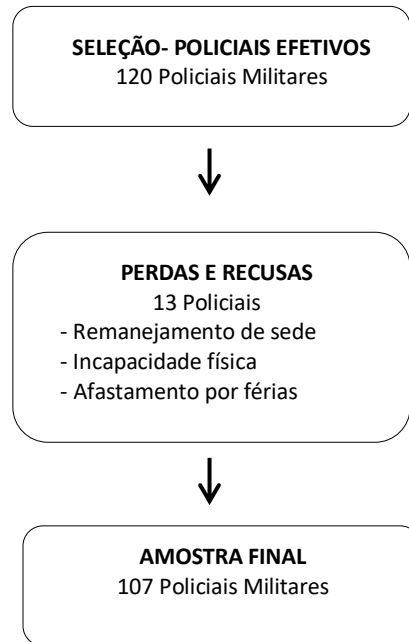 SELEÇÃO- POLICIAIS EFETIVOS
120 Policiais Militares
PERDAS E RECUSAS
13 Policiais
- Remanejamento de sede
- Incapacidade física
- Afastamento por férias
AMOSTRA FINAL
107 Policiais Militares